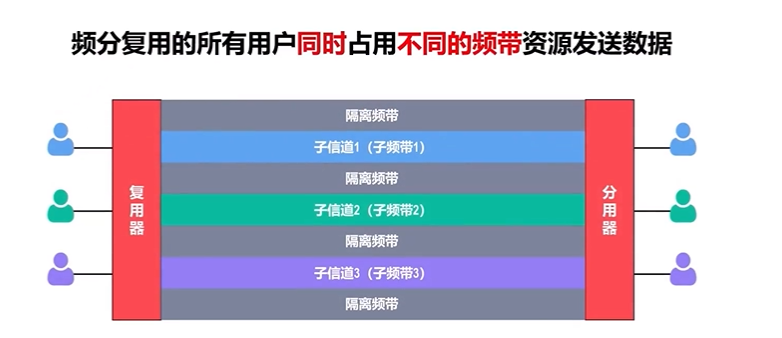 频分复用的所有用户同时占用不同的频带资源发送数据
隔离频带
子信道1（子频带1）
隔离频带
复用器
子信道2（子频带2）
分用器
隔离频带
子信道3（子频带3）
隔离频带